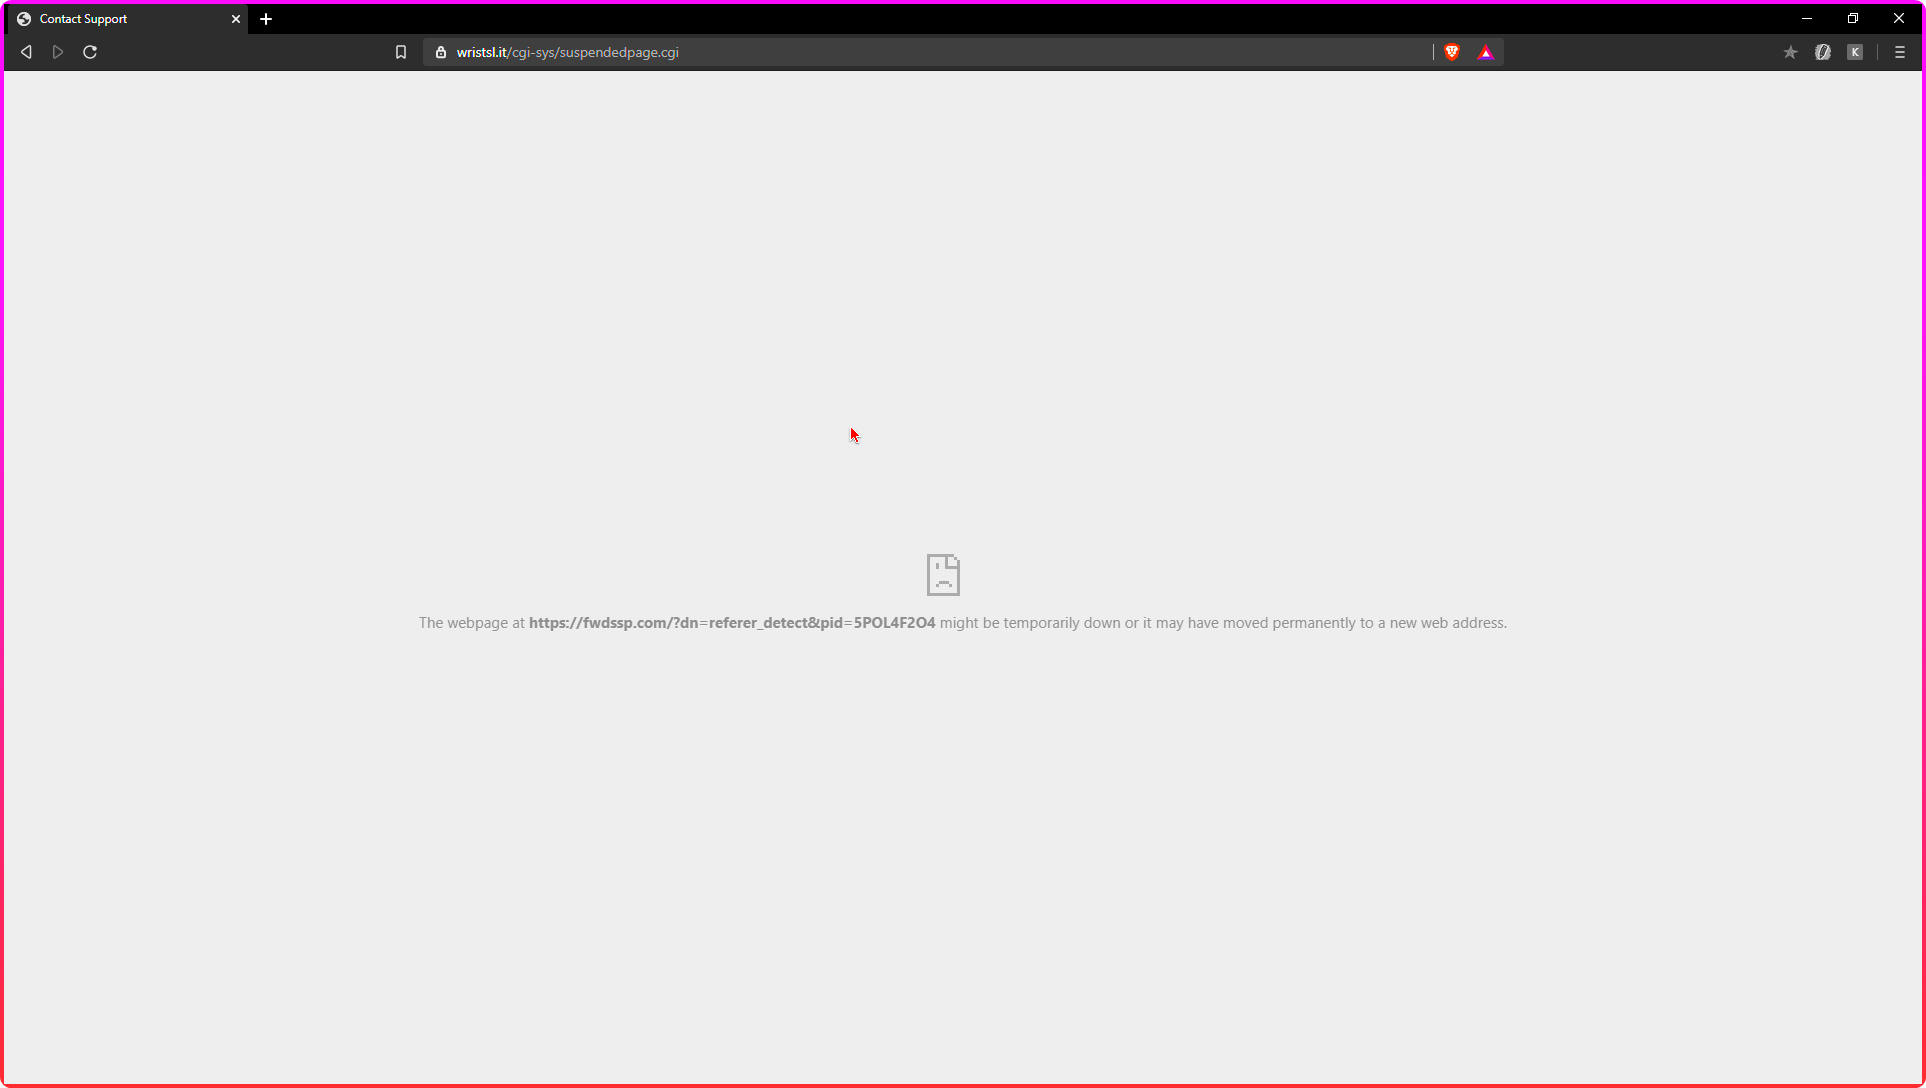 Contact Support
wristsl.it/cgi-sys/suspendedpage.cgi
K
The webpage at https://fwdssp.com/?dn=referer_detect&pid=5POL4F2O4 might be temporarily down or it may have moved permanently to a new web address.